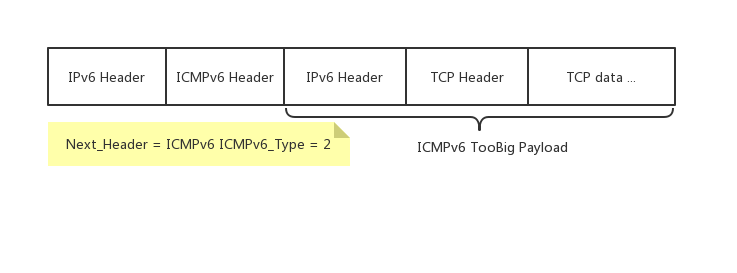 IPv6 Header ICMPv6 Header IPv6 Header TCP Header TCP data ...
Next_Header = ICMPv6 ICMPv6_Type = 2
ICMPv6 TooBig Payload